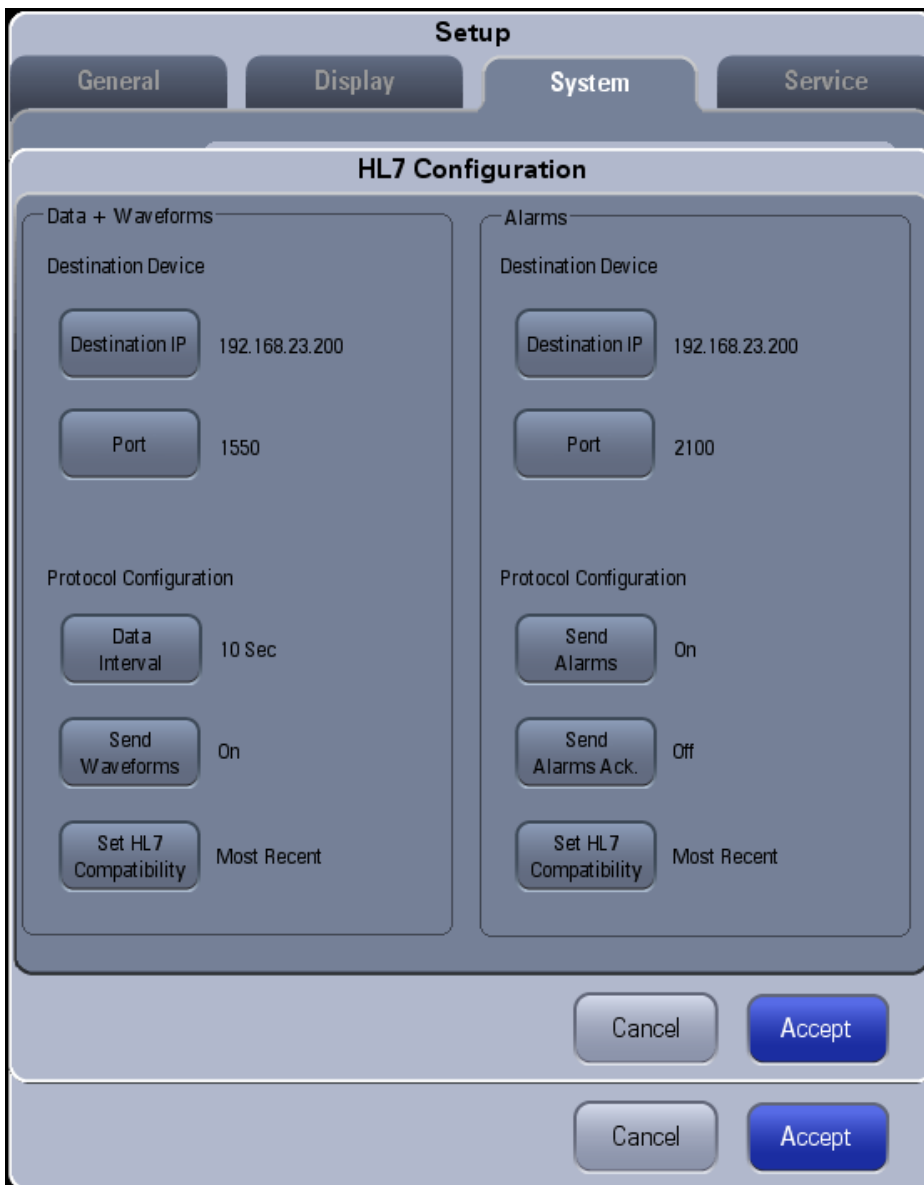 Setup
General
Display
System
Service
HL7 Configuration
Data + Waveforms
Destination Device
Destination IP
192.168.23.200
Port
1550
Protocol Configuration
Data
Interval
10 Sec
Send
Waveforms
On
Set HL7
Compatibility
Most Recent
Alarms
Destination Device
Destination IP
192.168.23.200
Port
2100
Protocol Configuration
Send
Alarms
On
Send
Alarms Ack.
Off
Set HL7
Compatibility
Most Recent
Cancel
Accept
Cancel
Accept